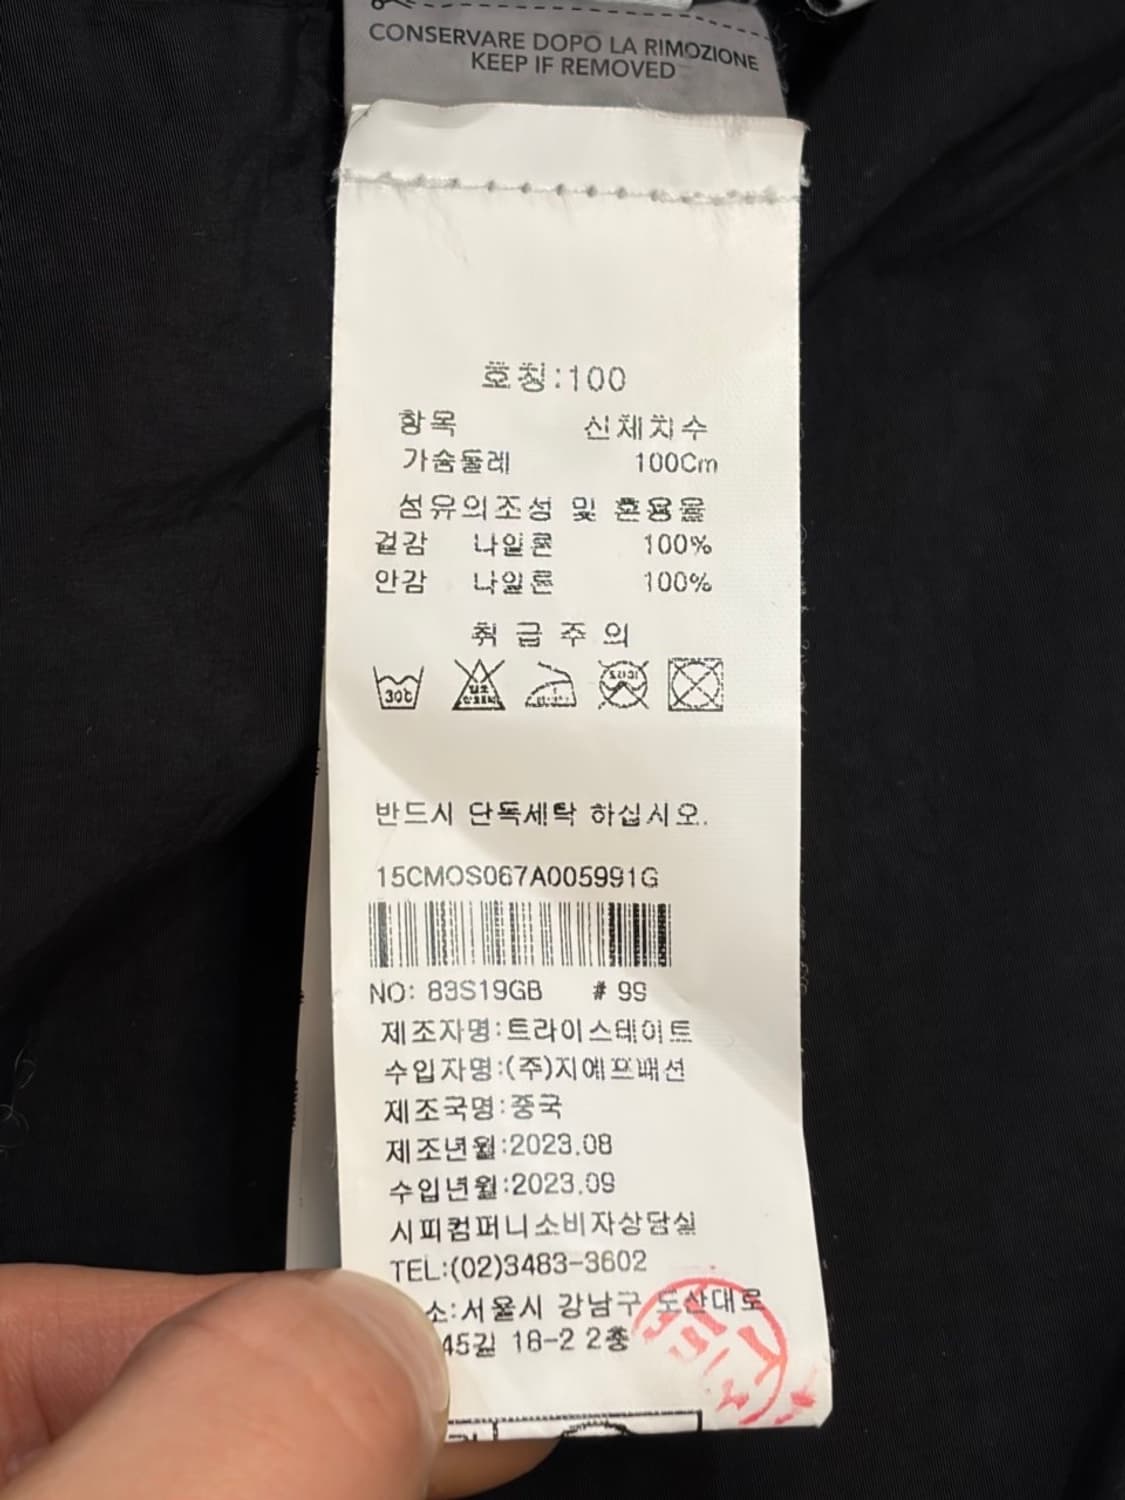 CONSERVARE DOPO LA RIMOZIONE
KEEP IF REMOVED
호칭:100
항목 신체치수
가슴둘레 100Cm
섬유의조성 및 혼용율
겉감 나일론 100%
안감 나일론 100%
취급주의
30℃
반드시 단독세탁 하십시오.
15CMOS067A005991G
NO: 83S19GB # 99
제조자명:트라이스테이트
수입자명:(주)지에프패션
제조국명:중국
제조년월:2023.08
수입년월:2023.09
시피컴퍼니소비자상담실
TEL:(02)3483-3602
소:서울시 강남구 도산대로
45길 18-2 2층